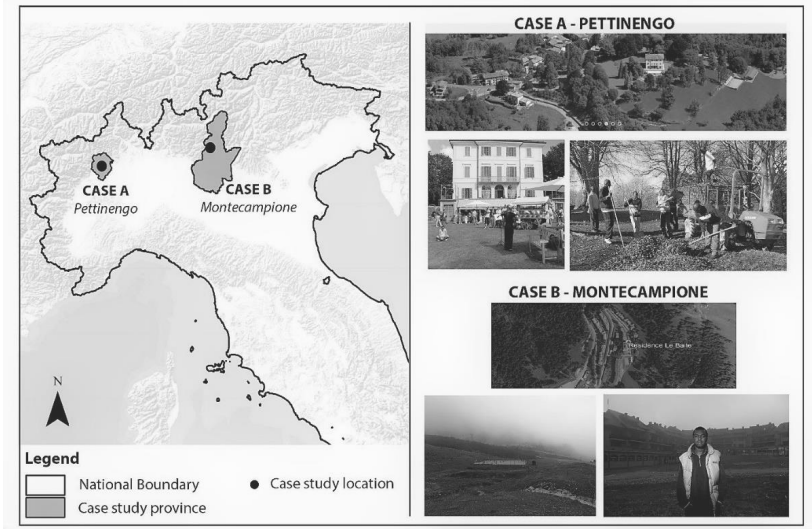 CASE A
Pettinengo
CASE B
Montecampione
N
Legend
National Boundary
Case study province
Case study location
CASE A - PETTINENGO
CASE B - MONTECAMPIONE
Residence Le Baite